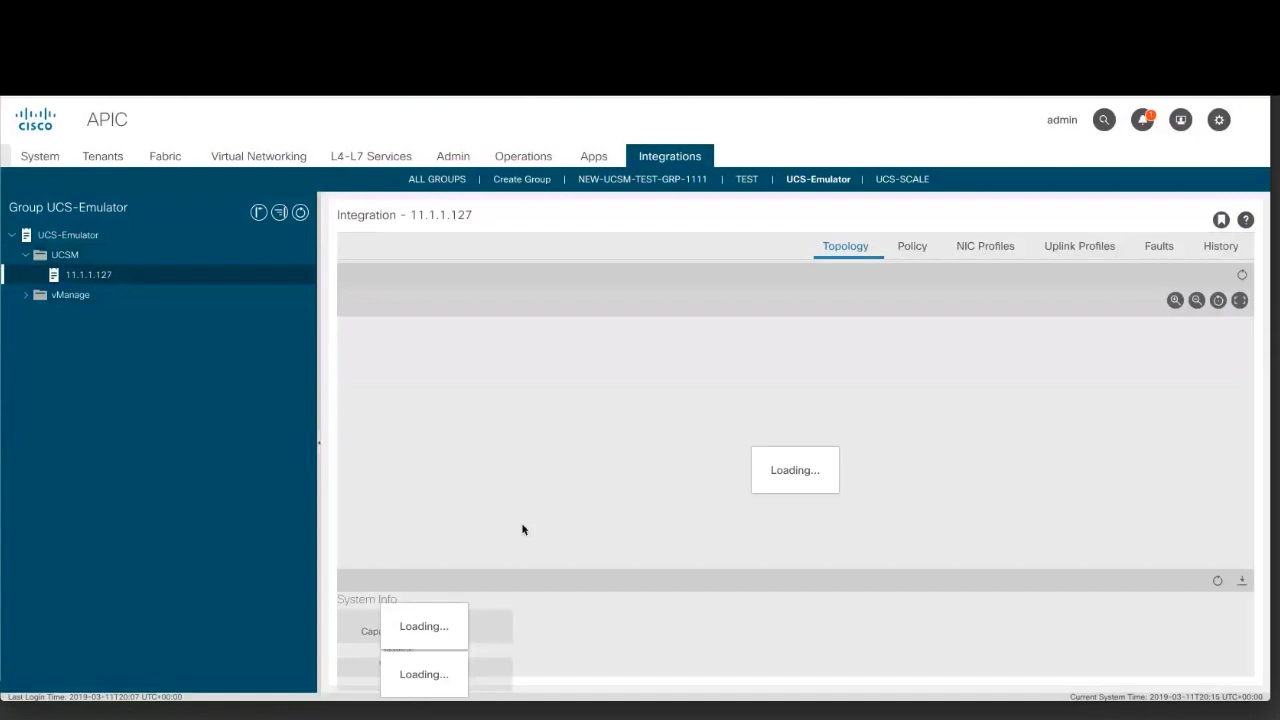 CISCO
APIC
admin
1
System
Tenants
Fabric
Virtual Networking
L4-L7 Services
Admin
Operations
Apps
Integrations
ALL GROUPS | Create Group | NEW-UCSM-TEST-GRP-1111 | TEST | UCS-Emulator | UCS-SCALE
Group UCS-Emulator
UCS-Emulator
UCSM
11.1.1.127
vManage
Integration - 11.1.1.127
Topology
Policy
NIC Profiles
Uplink Profiles
Faults
History
Loading...
System Info
Loading...
Loading...
Last Login Time: 2019-03-11T20:07 UTC+00:00
Current System Time: 2019-03-11T20:15 UTC+00:00